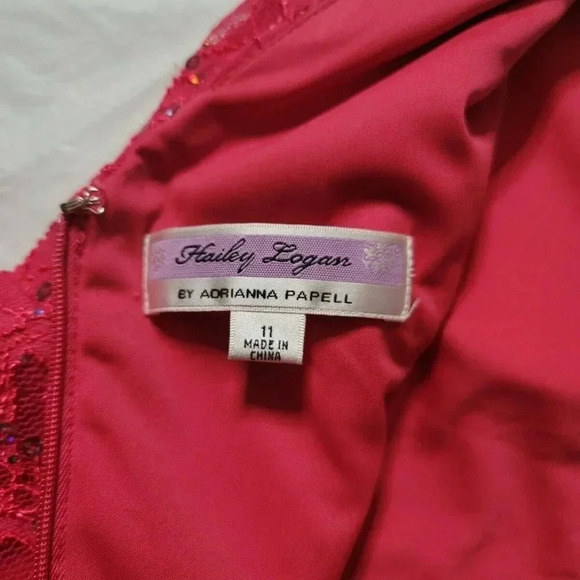 Hailey Logan
BY ADRIANNA PAPELL
11
MADE IN
CHINA